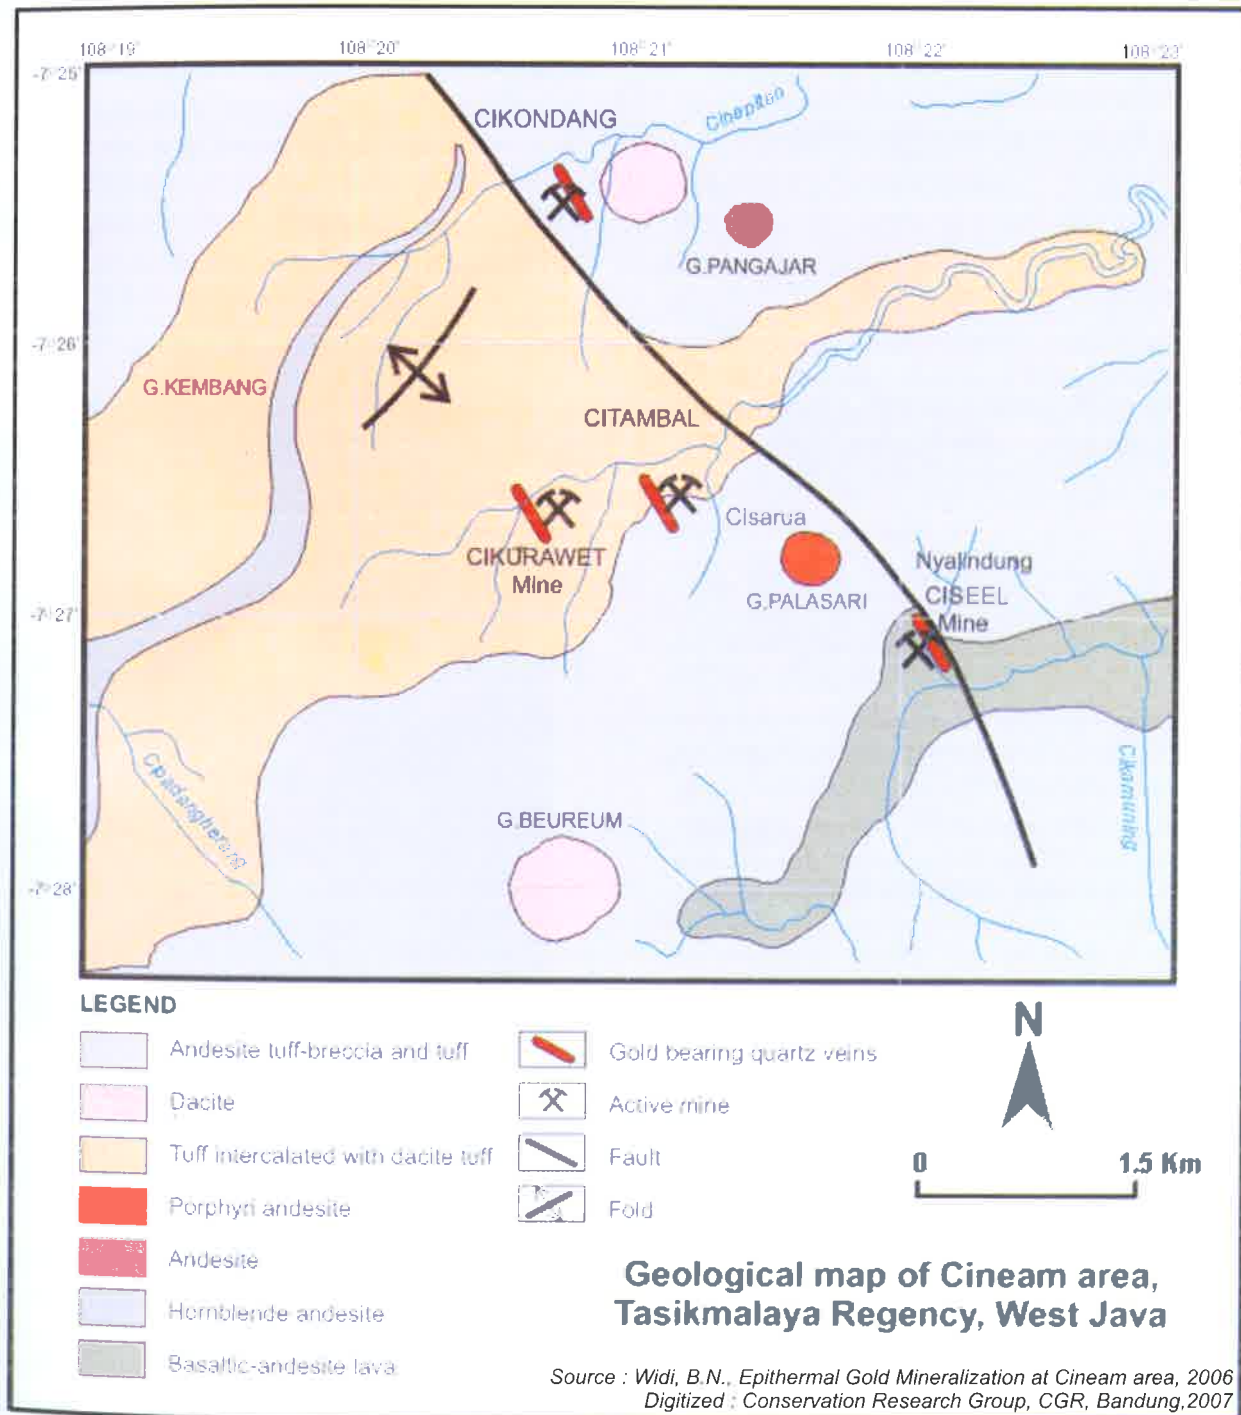 108°19' 108°20' 108°21' 108°22' 108°23'
-7°25'
CIKONDANG
G.PANGAJAR
-7°26'
G.KEMBANG
CITAMBAL
Cisarua
CIKURAWET
Mine
Nyalindung
G.PALASARI
CISEEL
Mine
-7°27'
Cipadangherang
Cikamuning
G.BEUREUM
-7°28'
LEGEND
Andesite tuff-breccia and tuff
Dacite
Tuff intercalated with dacite tuff
Porphyri andesite
Andesite
Hornblende andesite
Basaltic-andesite lava
Gold bearing quartz veins
Active mine
Fault
Fold
N
0 1.5 Km
Geological map of Cineam area,
Tasikmalaya Regency, West Java
Source : Widi, B.N., Epithermal Gold Mineralization at Cineam area, 2006
Digitized : Conservation Research Group, CGR, Bandung,2007